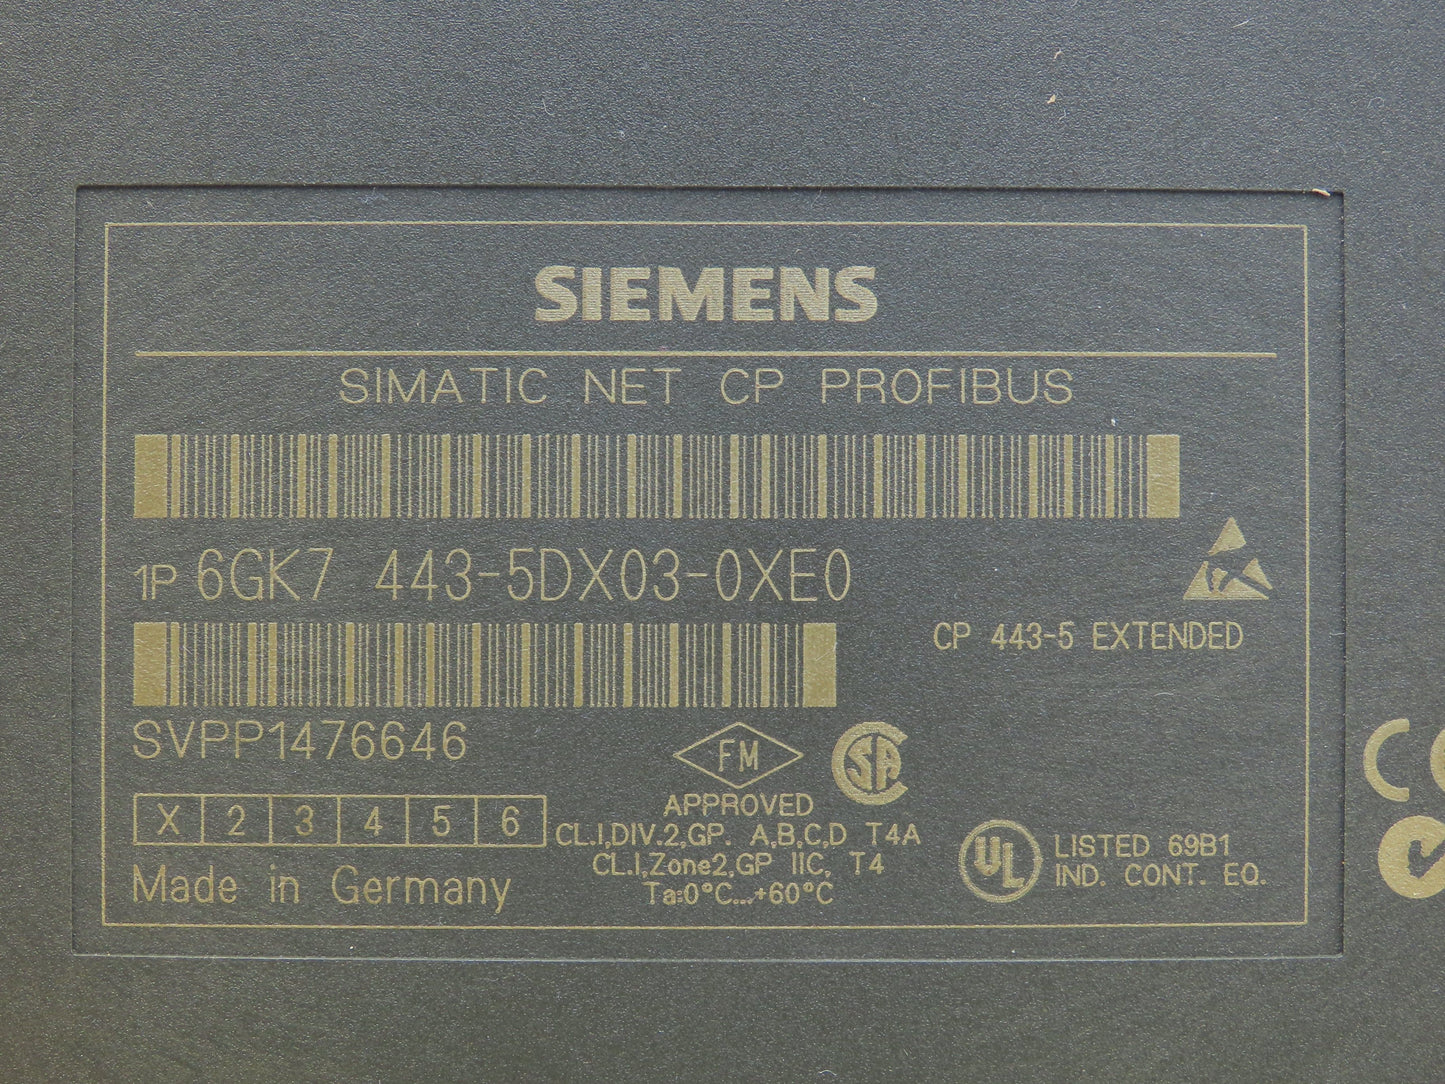 SIEMENS
SIMATIC NET CP PROFIBUS
1P 6GK7 443-5DX03-0XE0
CP 443-5 EXTENDED
SVPP1476646
FM
APPROVED
SA
X 2 3 4 5 6
CL.I,DIV.2,GP. A,B,C,D T4A
CL.I,Zone2,GP IIC, T4
Ta:0°C...+60°C
Made in Germany
UL
LISTED 69B1
IND. CONT. EQ.